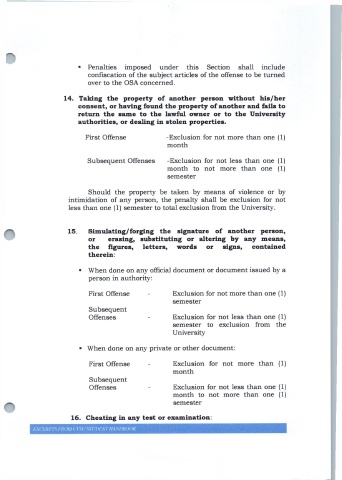 • Penalties imposed under this Section shall include
confiscation of the subject articles of the offense to be turned
over to the OSA concerned.
14. Taking the property of another person without his/her
consent, or having found the property of another and fails to
return the same to the lawful owner or to the University
authorities, or dealing in stolen properties.
First Offense -Exclusion for not more than one (1)
month
Subsequent Offenses -Exclusion for not less than one (1)
month to not more than one (1)
semester
Should the property be taken by means of violence or by
intimidation of any person, the penalty shall be exclusion for not
less than one (1) semester to total exclusion from the University.
15. Simulating/forging the signature of another person,
or erasing, substituting or altering by any means,
the figures, letters, words or signs, contained
therein:
• When done on any official document or document issued by a
person in authority:
First Offense - Exclusion for not more than one (1)
semester
Subsequent
Offenses - Exclusion for not less than one (1)
semester to exclusion from the
University
• When done on any private or other document:
First Offense - Exclusion for not more than (1)
month
Subsequent
Offenses - Exclusion for not less than one (1)
month to not more than one (1)
semester
16. Cheating in any test or examination:
EXCERPTS FROM STUDENT HANDBOOK